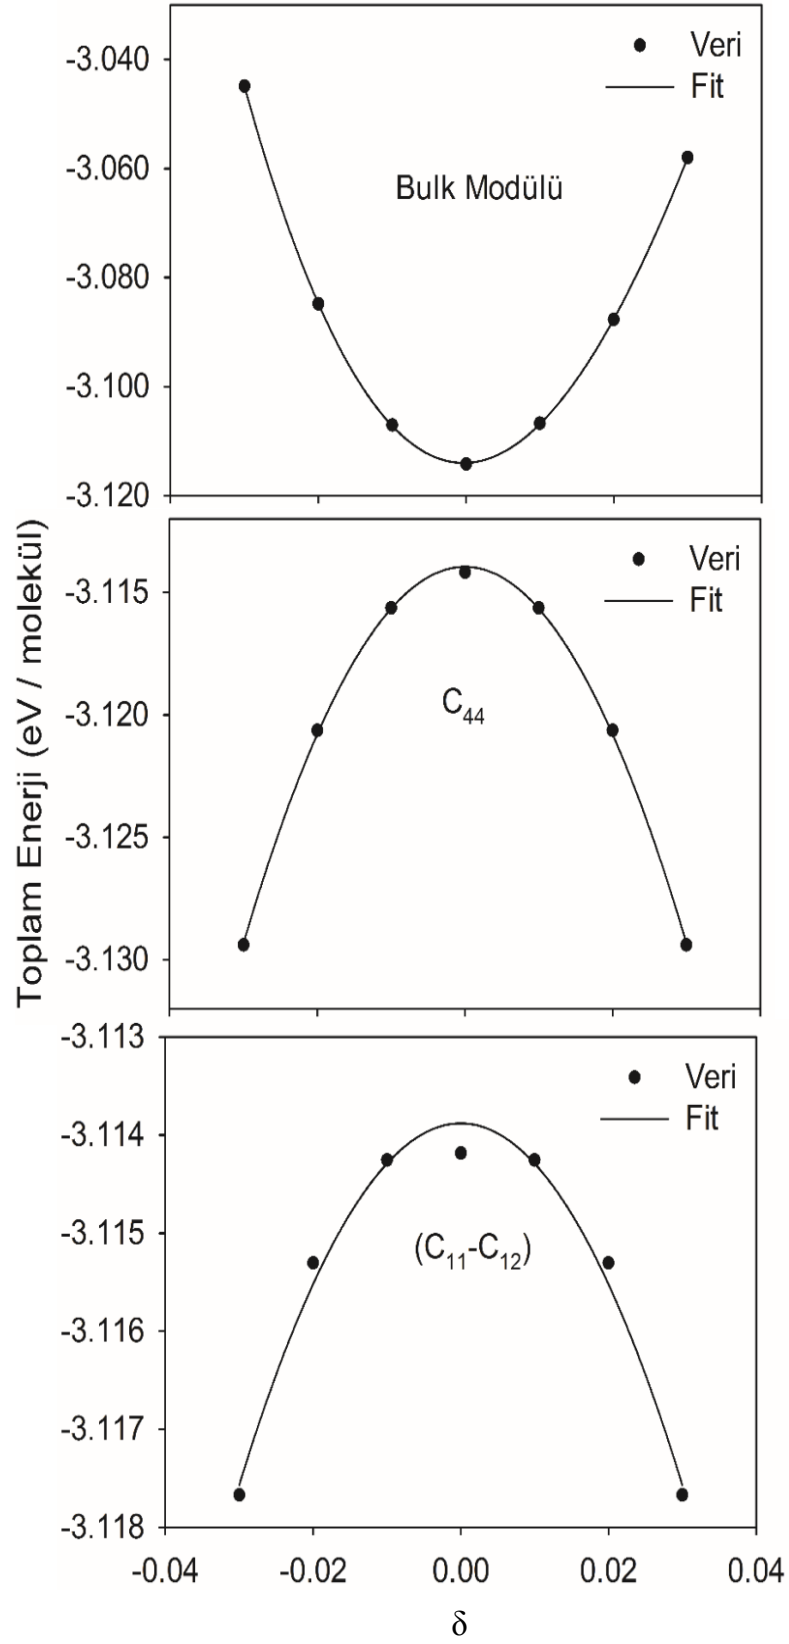 -3.040
-3.060
-3.080
-3.100
-3.120
Veri
Fit
Bulk Modülü
Toplam Enerji (eV / molekül)
-3.115
-3.120
-3.125
-3.130
Veri
Fit
C44
-3.113
-3.114
-3.115
-3.116
-3.117
-3.118
Veri
Fit
(C11-C12)
-0.04 -0.02 0.00 0.02 0.04
δ